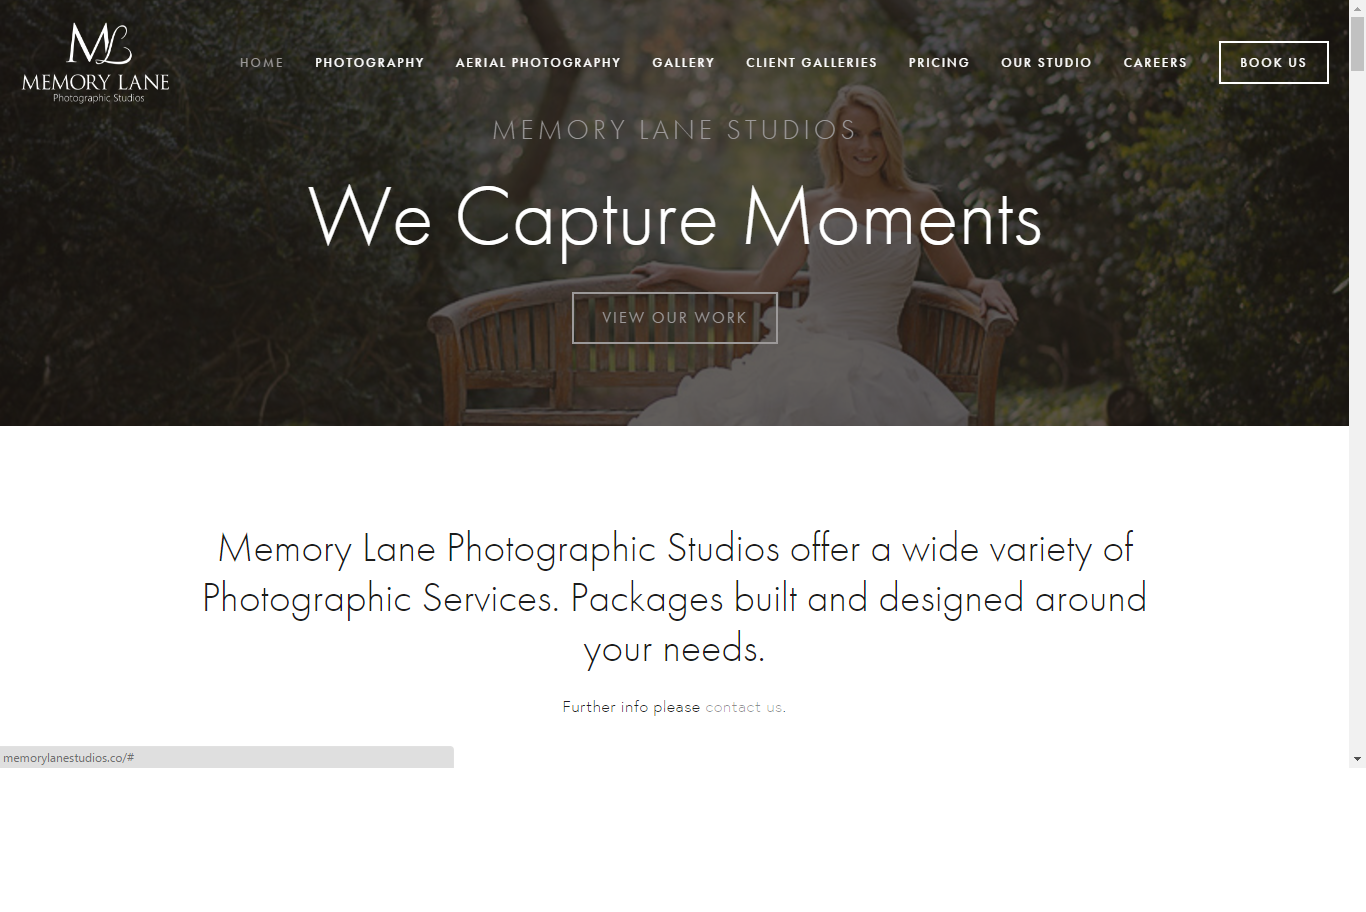 ML
MEMORY LANE
Photographic Studios
HOME PHOTOGRAPHY AERIAL PHOTOGRAPHY GALLERY CLIENT GALLERIES PRICING OUR STUDIO CAREERS BOOK US
MEMORY LANE STUDIOS
We Capture Moments
VIEW OUR WORK
Memory Lane Photographic Studios offer a wide variety of
Photographic Services. Packages built and designed around
your needs.
Further info please contact us.
memorylanestudios.co/#